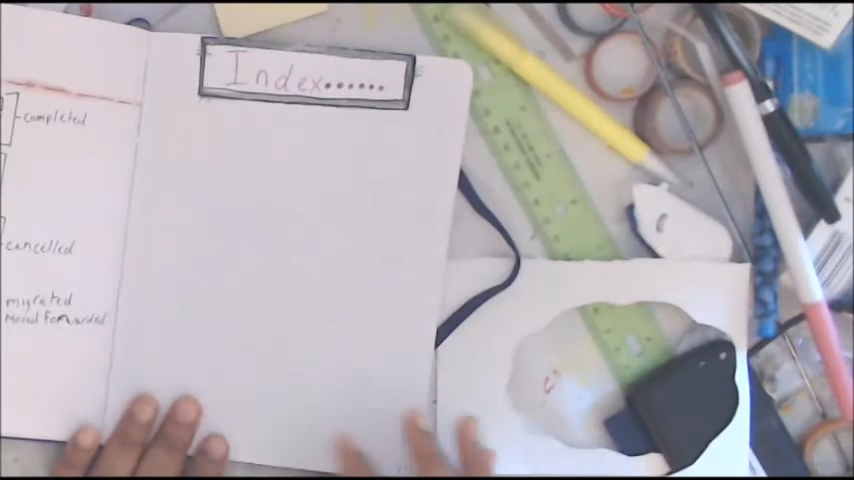 Index.......
completed
cancelled
migrated
moved forwarded